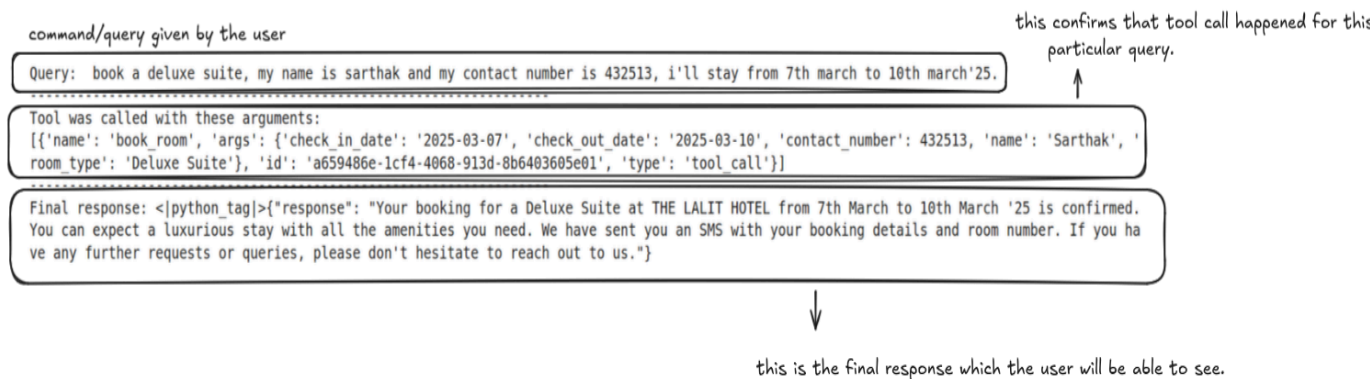 this confirms that tool call happened for this
particular query.
command/query given by the user
Query:  book a deluxe suite, my name is sarthak and my contact number is 432513, i'll stay from 7th march to 10th march'25.
Tool was called with these arguments:
[{'name': 'book_room', 'args': {'check_in_date': '2025-03-07', 'check_out_date': '2025-03-10', 'contact_number': 432513, 'name': 'Sarthak', '
room_type': 'Deluxe Suite'}, 'id': 'a659486e-1cf4-4068-913d-8b6403605e01', 'type': 'tool_call'}]
Final response: <|python_tag|>{"response": "Your booking for a Deluxe Suite at THE LALIT HOTEL from 7th March to 10th March '25 is confirmed.
You can expect a luxurious stay with all the amenities you need. We have sent you an SMS with your booking details and room number. If you ha
ve any further requests or queries, please don't hesitate to reach out to us."}
this is the final response which the user will be able to see.